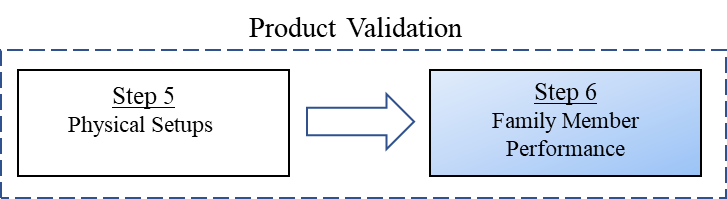 Product Validation
Step 5
Physical Setups
Step 6
Family Member
Performance